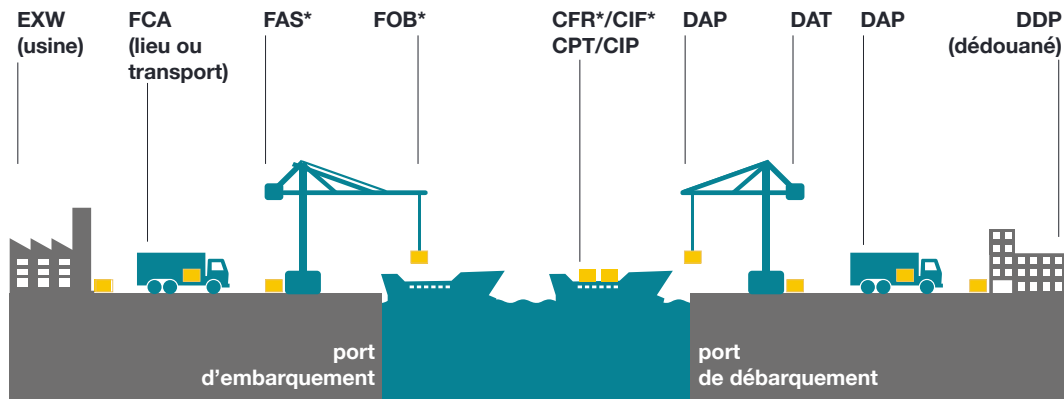 EXW
(usine)
FCA
(lieu ou
transport)
FAS*
FOB*
CFR*/CIF*
CPT/CIP
DAP
DAT
DAP
DDP
(dédouané)
port
d’embarquement
port
de débarquement